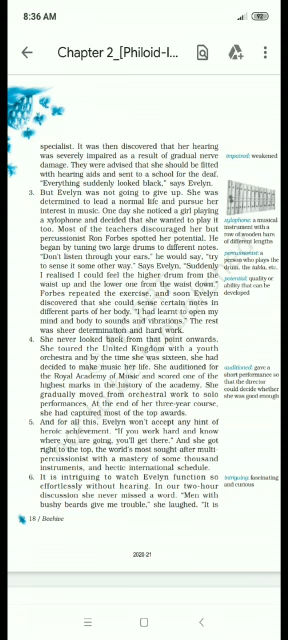 8:36 AM
92
Chapter 2_[Philoid-I...
specialist. It was then discovered that her hearing
was severely impaired as a result of gradual nerve
damage. They were advised that she should be fitted
with hearing aids and sent to a school for the deaf.
"Everything suddenly looked black," says Evelyn.
3. But Evelyn was not going to give up. She was
determined to lead a normal life and pursue her
interest in music. One day she noticed a girl playing
a xylophone and decided that she wanted to play it
too. Most of the teachers discouraged her but
percussionist Ron Forbes spotted her potential. He
began by tuning two large drums to different notes.
"Don't listen through your ears," he would say, "try
to sense it some other way." Says Evelyn, "Suddenly
I realised I could feel the higher drum from the
waist up and the lower one from the waist down."
Forbes repeated the exercise, and soon Evelyn
discovered that she could sense certain notes in
different parts of her body. "I had learnt to open my
mind and body to sounds and vibrations." The rest
was sheer determination and hard work.
4. She never looked back from that point onwards.
She toured the United Kingdom with a youth
orchestra and by the time she was sixteen, she had
decided to make music her life. She auditioned for
the Royal Academy of Music and scored one of the
highest marks in the history of the academy. She
gradually moved from orchestral work to solo
performances. At the end of her three-year course,
she had captured most of the top awards.
5. And for all this, Evelyn won't accept any hint of
heroic achievement. "If you work hard and know
where you are going, you'll get there." And she got
right to the top, the world's most sought-after multi-
percussionist with a mastery of some thousand
instruments, and hectic international schedule.
6. It is intriguing to watch Evelyn function so
effortlessly without hearing. In our two-hour
discussion she never missed a word. "Men with
bushy beards give me trouble," she laughed. "It is
impaired: weakened
xylophone: a musical
instrument with a
row of wooden bars
of different lengths
percussionist: a
person who plays the
drum, the tabla, etc.
potential: quality or
ability that can be
developed
auditioned: gave a
short performance so
that the director
could decide whether
she was good enough
intriguing: fascinating
and curious
18 / Beehive
2020-21